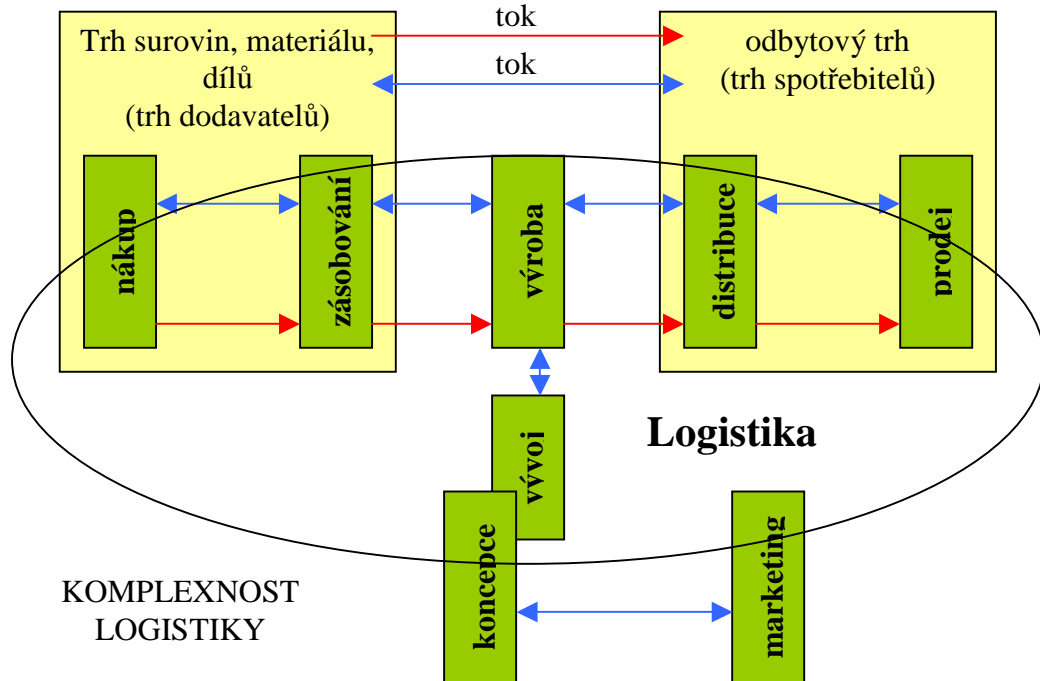 tok
Trh surovin, materiálu,
dílů
(trh dodavatelů)
tok
odbytový trh
(trh spotřebitelů)
nákup
zásobování
výroba
distribuce
prodej
vývoj
Logistika
koncepce
marketing
KOMPLEXNOST
LOGISTIKY